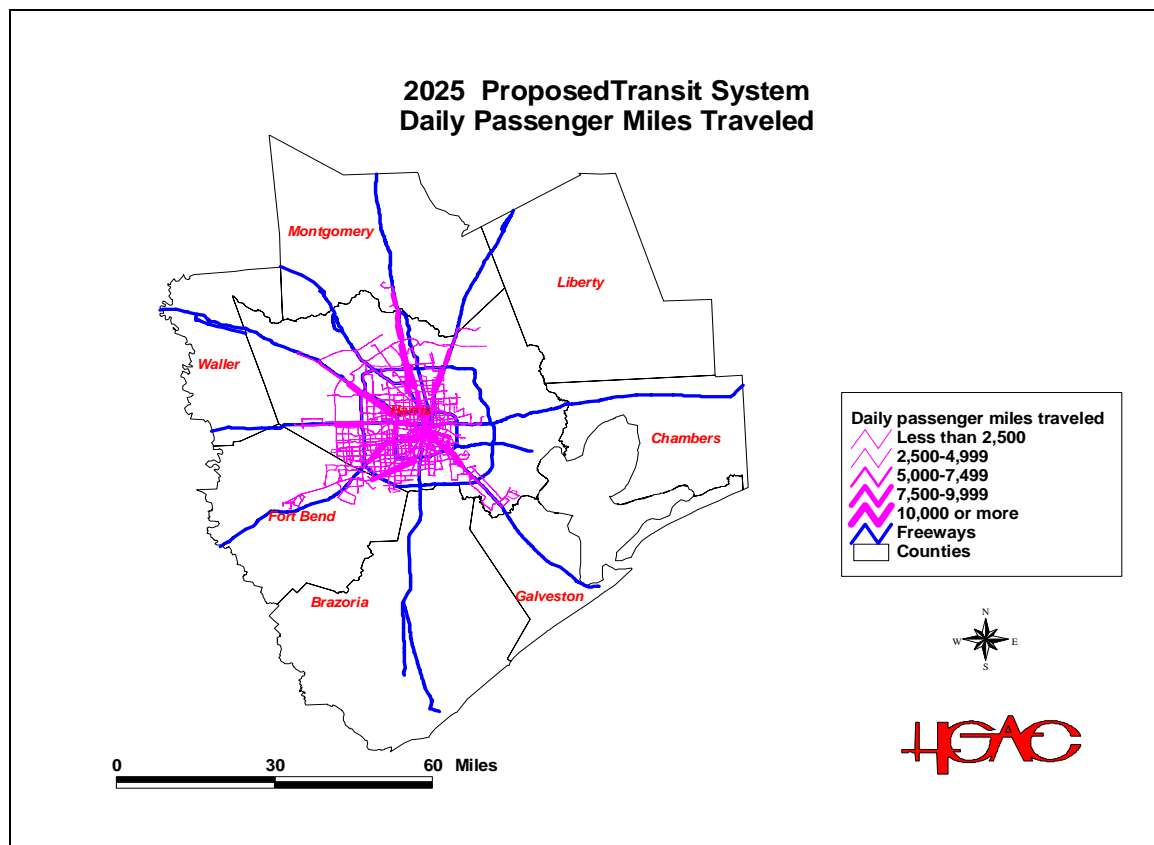 2025 ProposedTransit System
Daily Passenger Miles Traveled
Montgomery
Liberty
Waller
Harris
Chambers
Fort Bend
Brazoria
Galveston
Daily passenger miles traveled
Less than 2,500
2,500-4,999
5,000-7,499
7,500-9,999
10,000 or more
Freeways
Counties
N
W E
S
HGAC
0 30 60 Miles